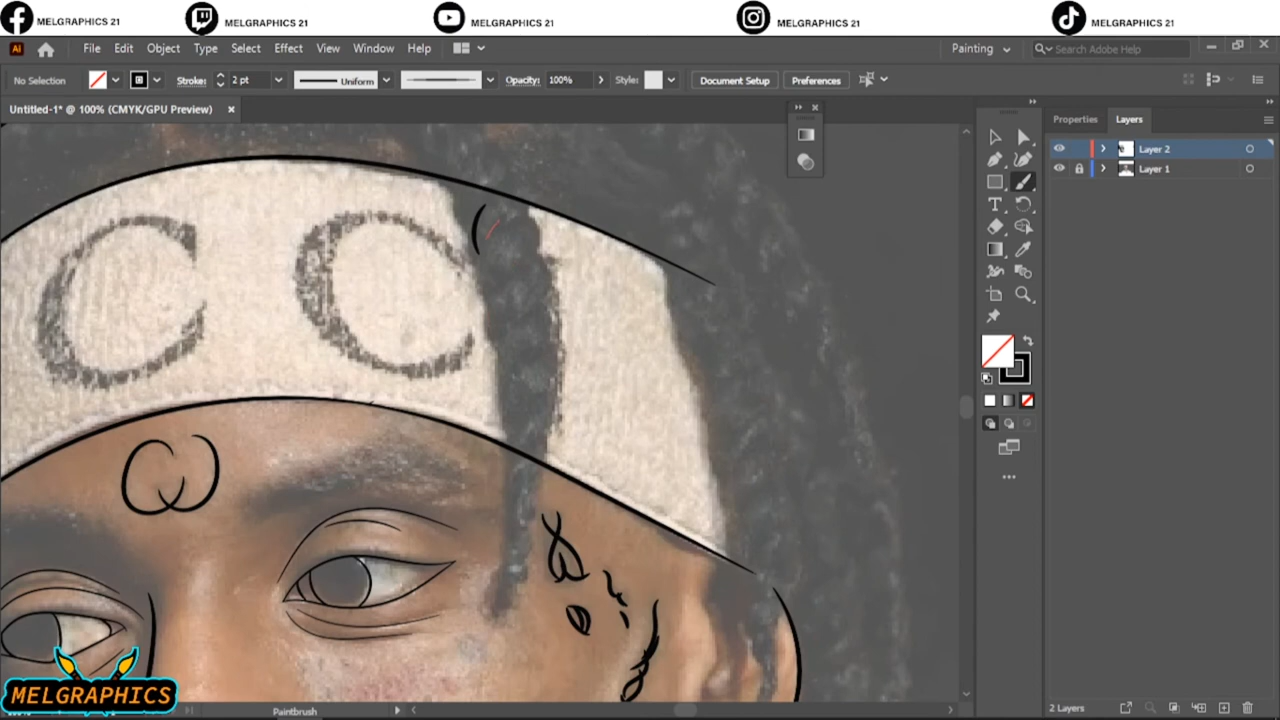 MELGRAPHICS 21 MELGRAPHICS 21 MELGRAPHICS 21 MELGRAPHICS 21 MELGRAPHICS 21
Ai File Edit Object Type Select Effect View Window Help Painting Search Adobe Help
No Selection Stroke: 2 pt Uniform Opacity: 100% Style: Document Setup Preferences
Untitled-1* @ 100% (CMYK/GPU Preview)
Properties Layers
Layer 2
Layer 1
C C
MELGRAPHICS
Paintbrush
2 Layers